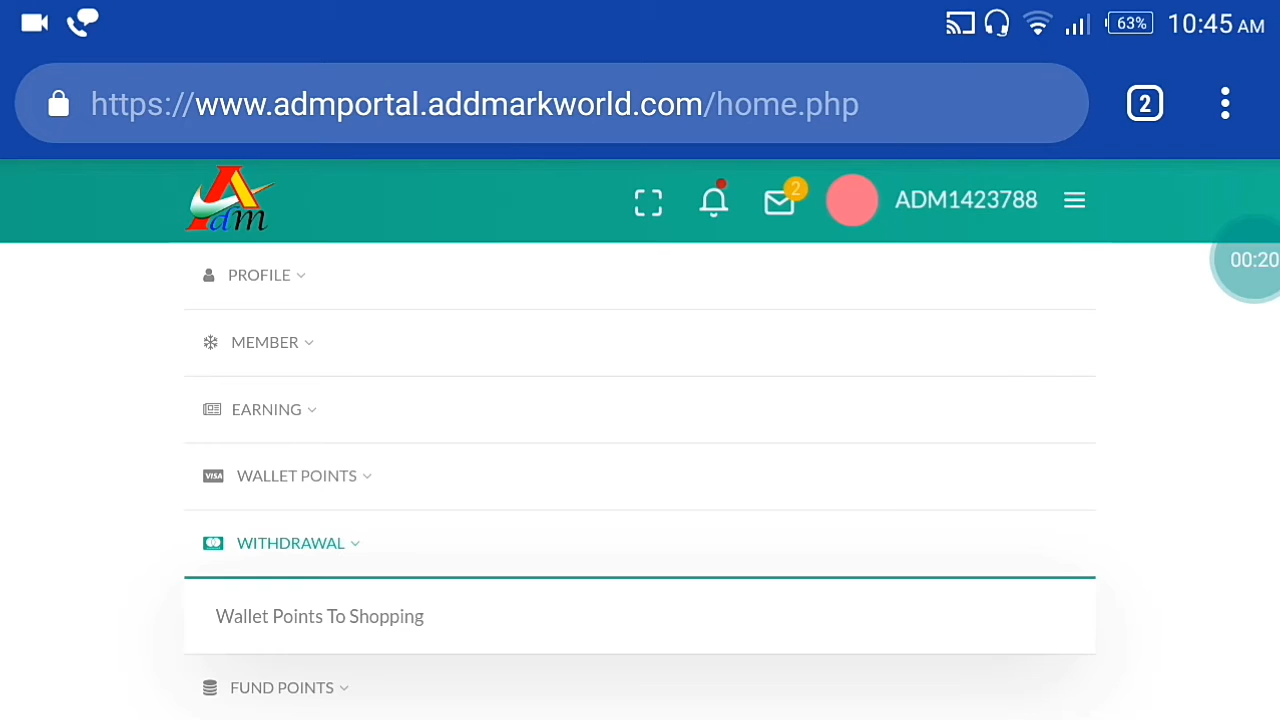 63%
10:45 AM
https://www.admportal.addmarkworld.com/home.php
2
Adm
2
ADM1423788
00:20
PROFILE
MEMBER
EARNING
VISA
WALLET POINTS
WITHDRAWAL
Wallet Points To Shopping
FUND POINTS